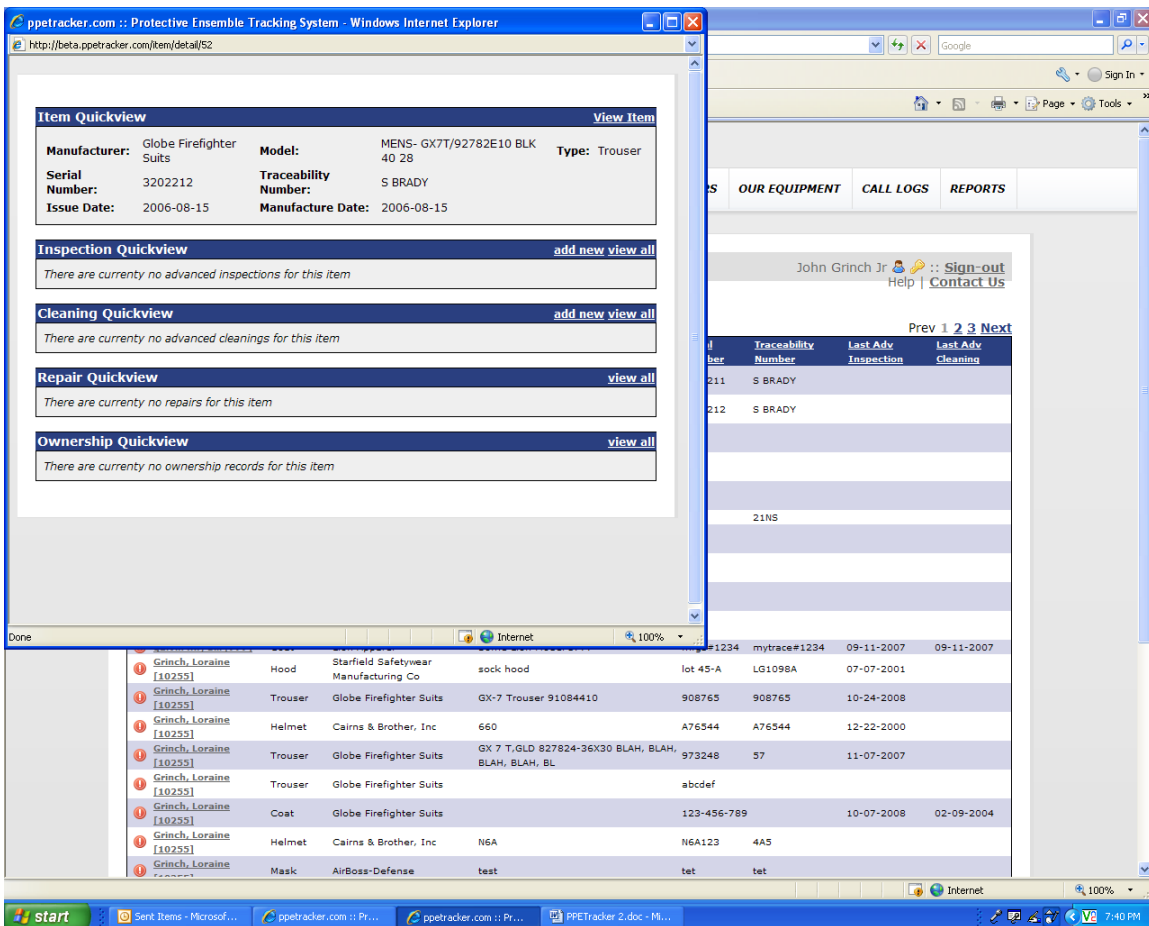 ppetracker.com :: Protective Ensemble Tracking System - Windows Internet Explorer
http://beta.ppetracker.com/item/detail/52
Google
Sign In
Page Tools
Item Quickview View Item
Manufacturer: Globe Firefighter Suits Model: MENS- GX7T/92782E10 BLK 40 28 Type: Trouser
Serial Number: 3202212 Traceability Number: S BRADY
Issue Date: 2006-08-15 Manufacture Date: 2006-08-15
OUR EQUIPMENT CALL LOGS REPORTS
Inspection Quickview add new view all
There are currenty no advanced inspections for this item
John Grinch Jr :: Sign-out
Help | Contact Us
Cleaning Quickview add new view all
There are currenty no advanced cleanings for this item
Prev 1 2 3 Next
Traceability Number Last Adv Inspection Last Adv Cleaning
Repair Quickview view all
There are currenty no repairs for this item
211 S BRADY
212 S BRADY
Ownership Quickview view all
There are currenty no ownership records for this item
21NS
Done Internet 100%
#1234 mytrace#1234 09-11-2007 09-11-2007
Grinch, Loraine [10255] Hood Starfield Safetywear Manufacturing Co sock hood lot 45-A LG1098A 07-07-2001
Grinch, Loraine [10255] Trouser Globe Firefighter Suits GX-7 Trouser 91084410 908765 908765 10-24-2008
Grinch, Loraine [10255] Helmet Cairns & Brother, Inc 660 A76544 A76544 12-22-2000
Grinch, Loraine [10255] Trouser Globe Firefighter Suits GX 7 T,GLD 827824-36X30 BLAH, BLAH, BLAH, BLAH, BL 973248 57 11-07-2007
Grinch, Loraine [10255] Trouser Globe Firefighter Suits abcdef
Grinch, Loraine [10255] Coat Globe Firefighter Suits 123-456-789 10-07-2008 02-09-2004
Grinch, Loraine [10255] Helmet Cairns & Brother, Inc N6A N6A123 4A5
Grinch, Loraine Mask AirBoss-Defense test tet tet
Internet 100%
start Sent Items - Microsof... ppetracker.com :: Pr... ppetracker.com :: Pr... PPETracker 2.doc - Mi... 7:40 PM